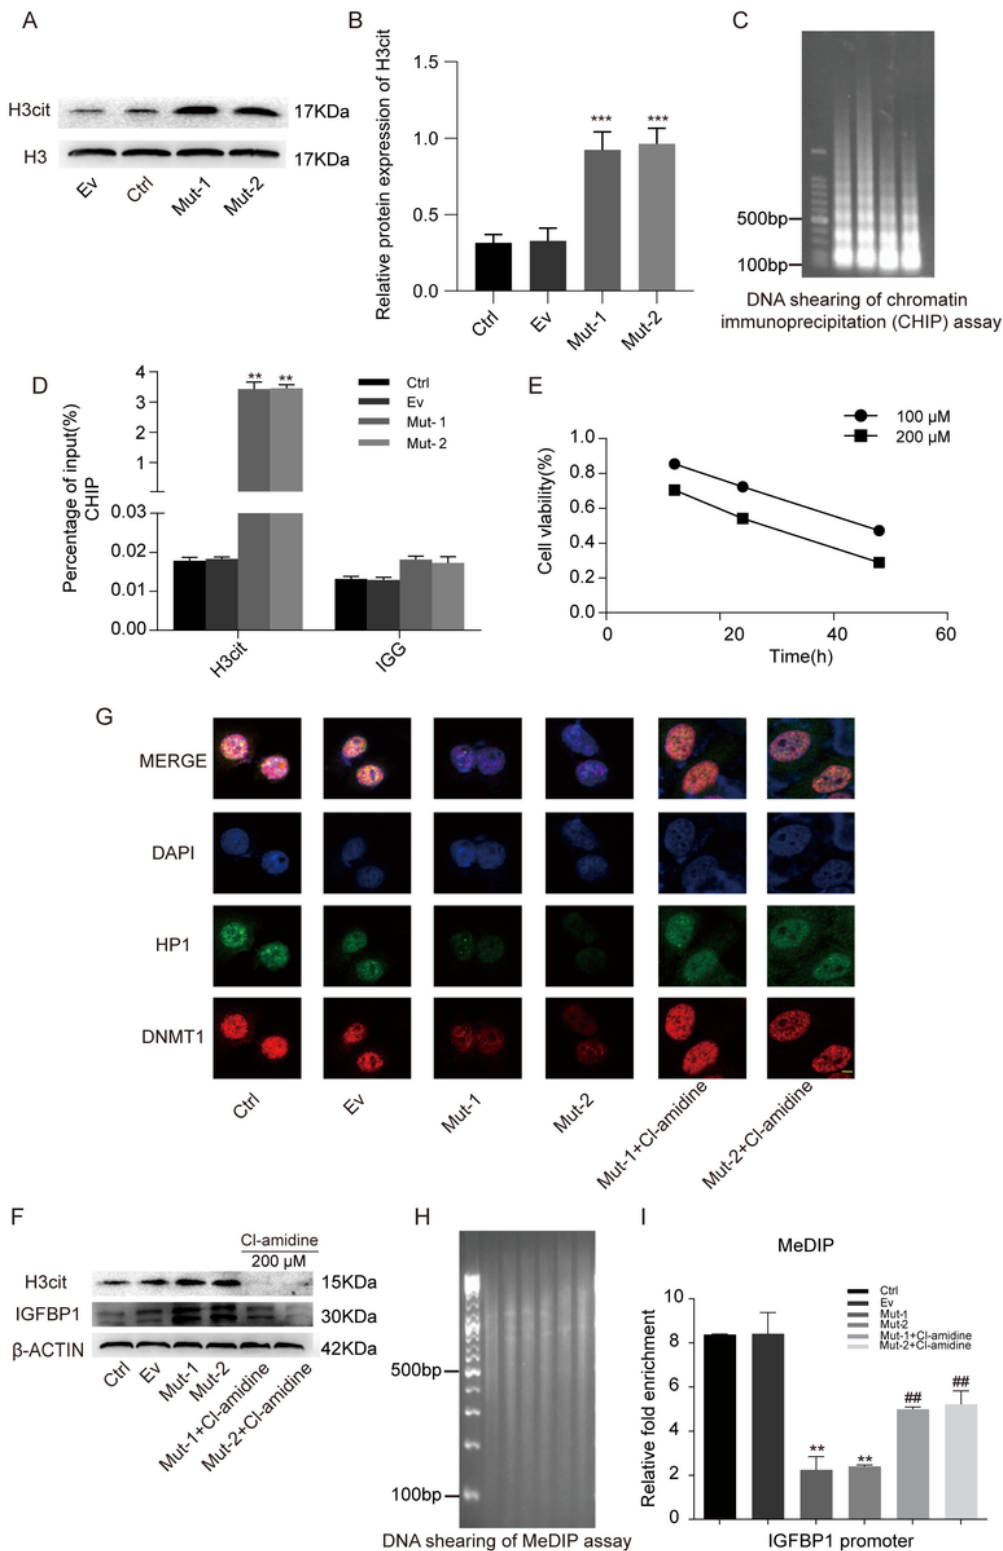 A
H3cit
17KDa
H3
17KDa
Ev
Ctrl
Mut-1
Mut-2
B
Relative protein expression of H3cit
1.5
1.0
0.5
0.0
***
***
Ctrl
Ev
Mut-1
Mut-2
C
500bp
100bp
DNA shearing of chromatin
immunoprecipitation (CHIP) assay
D
Percentage of input(%)
CHIP
4
3
2
1
0.03
0.02
0.01
0.00
**
**
Ctrl
Ev
Mut- 1
Mut- 2
H3cit
IGG
E
100 µM
200 µM
Cell vlability(%)
1.0
0.8
0.6
0.4
0.2
0.0
0
20
40
60
Time(h)
G
MERGE
DAPI
HP1
DNMT1
Ctrl
Ev
Mut-1
Mut-2
Mut-1+Cl-amidine
Mut-2+Cl-amidine
F
Cl-amidine
200 µM
H3cit
15KDa
IGFBP1
30KDa
β-ACTIN
42KDa
Ctrl
Ev
Mut-1
Mut-2
Mut-1+Cl-amidine
Mut-2+Cl-amidine
H
500bp
100bp
DNA shearing of MeDIP assay
I
MeDIP
Ctrl
Ev
Mut-1
Mut-2
Mut-1+Cl-amidine
Mut-2+Cl-amidine
Relative fold enrichment
10
8
6
4
2
0
**
**
##
##
IGFBP1 promoter